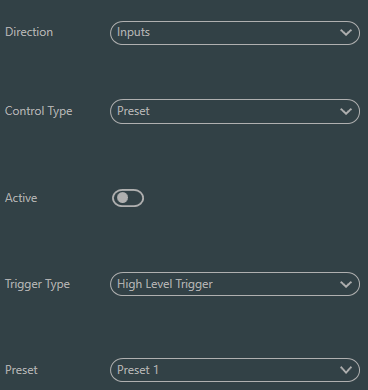 Direction Inputs
Control Type Preset
Active
Trigger Type High Level Trigger
Preset Preset 1